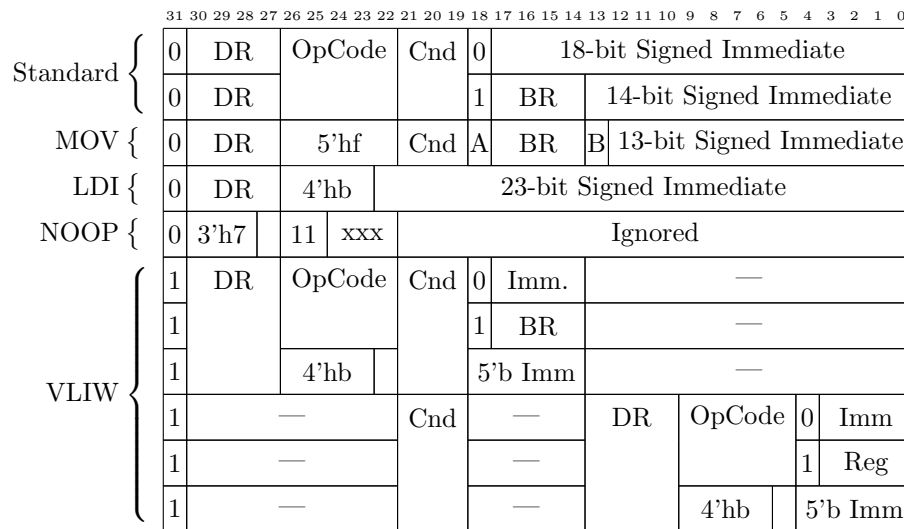 31 30 29 28 27 26 25 24 23 22 21 20 19 18 17 16 15 14 13 12 11 10 9 8 7 6 5 4 3 2 1 0
Standard { 0 DR OpCode Cnd 0 18-bit Signed Immediate
0 DR 1 BR 14-bit Signed Immediate
MOV { 0 DR 5'hf Cnd A BR B 13-bit Signed Immediate
LDI { 0 DR 4'hb 23-bit Signed Immediate
NOOP { 0 3'h7 11 xxx Ignored
VLIW { 1 DR OpCode Cnd 0 Imm. —
1 1 BR —
1 4'hb 5'b Imm —
1 — Cnd — DR OpCode 0 Imm
1 — — 1 Reg
1 — — 4'hb 5'b Imm